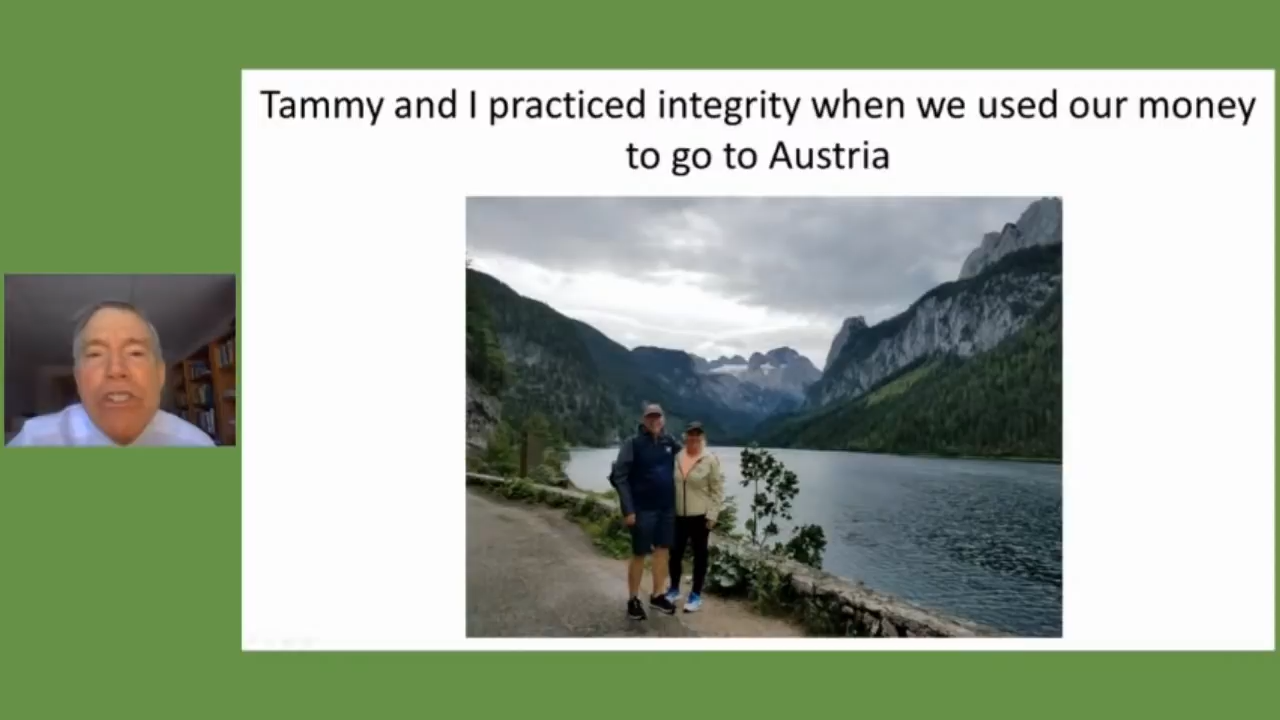 Tammy and I practiced integrity when we used our money
to go to Austria